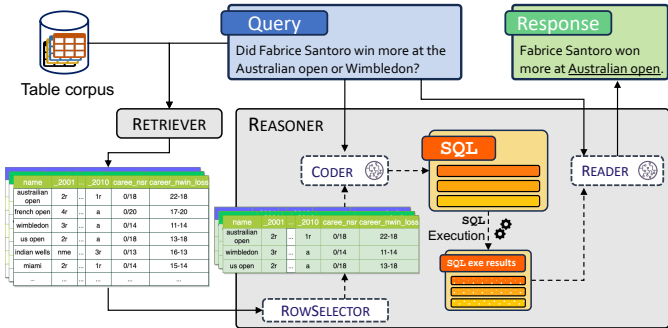 Query
Did Fabrice Santoro win more at the
Australian open or Wimbledon?
Response
Fabrice Santoro won
more at Australian open.
Table corpus
RETRIEVER
REASONER
CODER
SQL
READER
SQL
Execution
SQL exe results
ROWSELECTOR
name _2001 ... _2010 caree_nsr career_nwin_loss
austrailian open 2r ... 1r 0/18 22-18
french open 4r ... a 0/20 17-20
wimbledon 3r ... a 0/14 11-14
us open 2r ... a 0/18 13-18
indian wells nme ... 3r 0/13 16-13
miami 2r ... 1r 0/14 15-14
... ... ... ... ...
name _2001 ... _2010 caree_nsr career_nwin_loss
austrailian open 2r ... 1r 0/18 22-18
wimbledon 3r ... a 0/14 11-14
us open 2r ... a 0/18 13-18